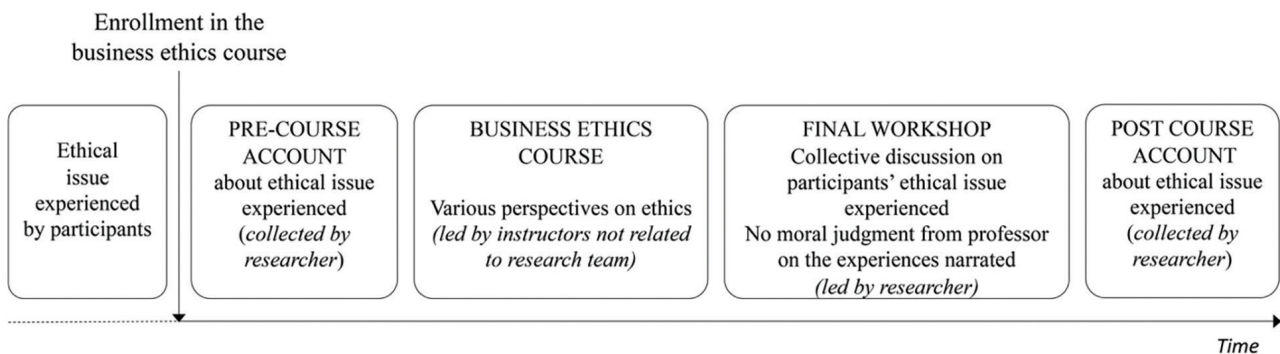 Enrollment in the
business ethics course
Ethical
issue
experienced
by participants
PRE-COURSE
ACCOUNT
about ethical issue
experienced
(collected by
researcher)
BUSINESS ETHICS
COURSE
Various perspectives on ethics
(led by instructors not related
to research team)
FINAL WORKSHOP
Collective discussion on
participants’ ethical issue
experienced
No moral judgment from professor
on the experiences narrated
(led by researcher)
POST COURSE
ACCOUNT
about ethical issue
experienced
(collected by
researcher)
Time